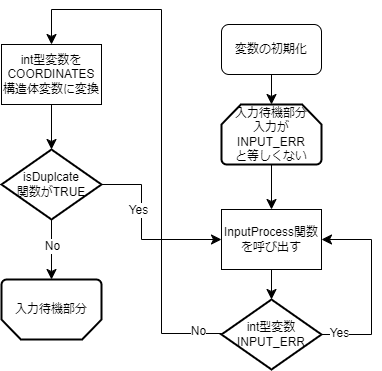 int型変数を
COORDINATES
構造体変数に変換
isDuplcate
関数がTRUE
Yes
No
入力待機部分
変数の初期化
入力待機部分
入力が
INPUT_ERR
と等しくない
InputProcess関数
を呼び出す
int型変数
INPUT_ERR
No
Yes